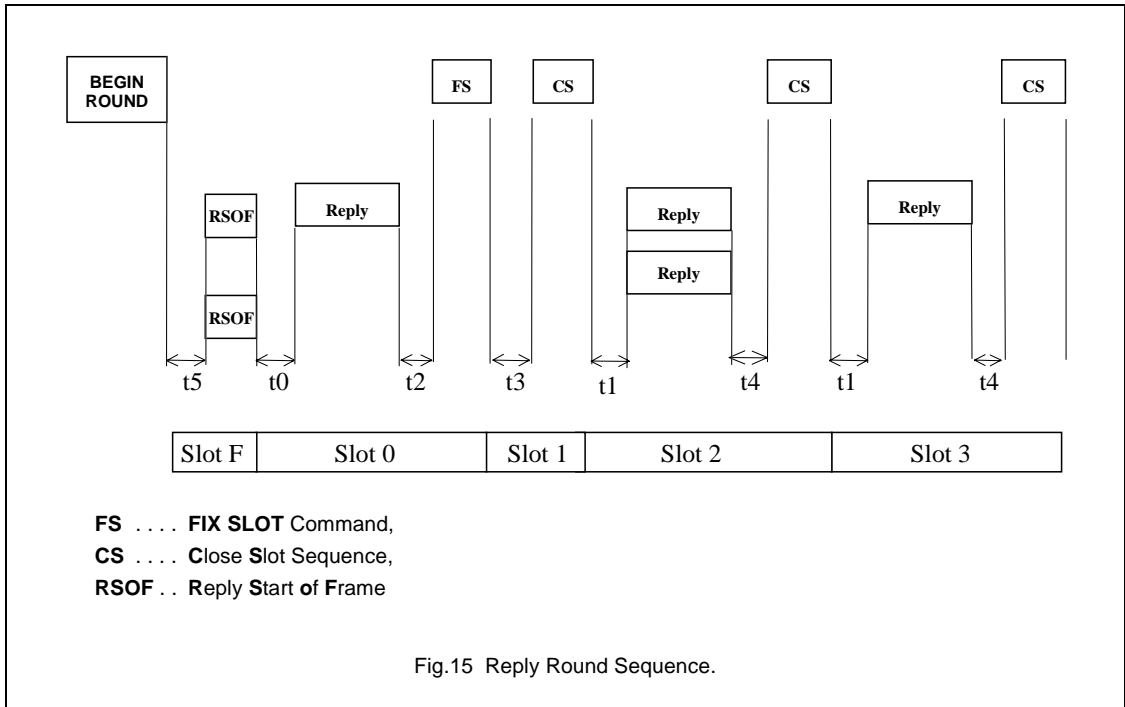 BEGIN
ROUND
FS
CS
CS
CS
RSOF
Reply
Reply
Reply
Reply
RSOF
t5
t0
t2
t3
t1
t4
t1
t4
Slot F
Slot 0
Slot 1
Slot 2
Slot 3
FS . . . . FIX SLOT Command,
CS . . . . Close Slot Sequence,
RSOF . . Reply Start of Frame
Fig.15 Reply Round Sequence.